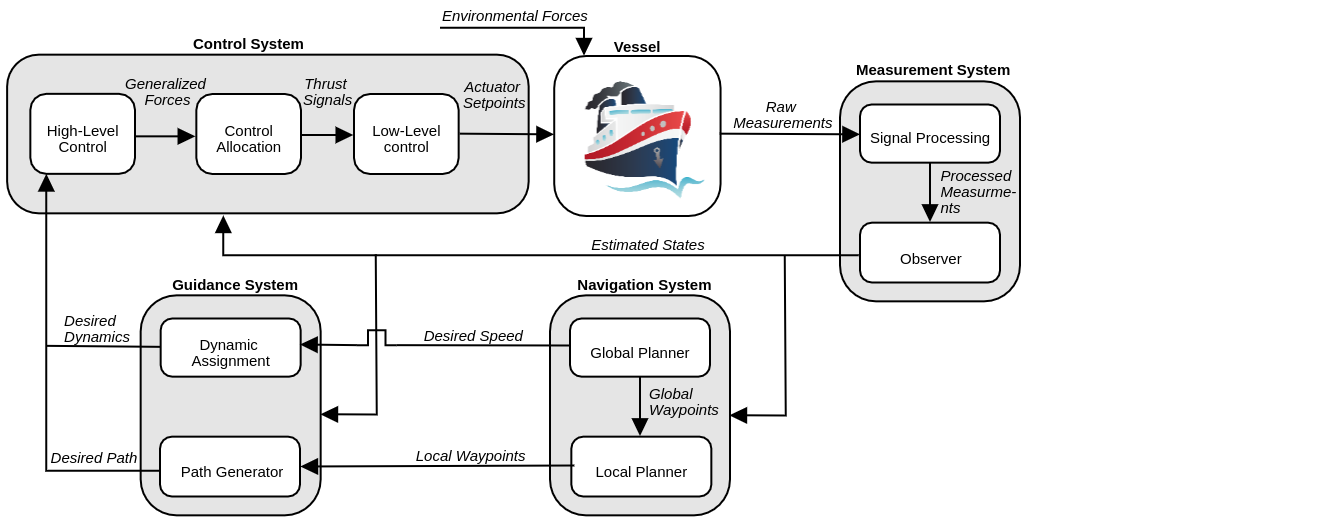 Environmental Forces
Control System
Vessel
Measurement System
Generalized
Forces
Thrust
Signals
Actuator
Setpoints
Raw
Measurements
High-Level
Control
Control
Allocation
Low-Level
control
Signal Processing
Processed
Measurme-
nts
Estimated States
Observer
Guidance System
Navigation System
Desired
Dynamics
Dynamic
Assignment
Desired Speed
Global Planner
Global
Waypoints
Desired Path
Path Generator
Local Waypoints
Local Planner